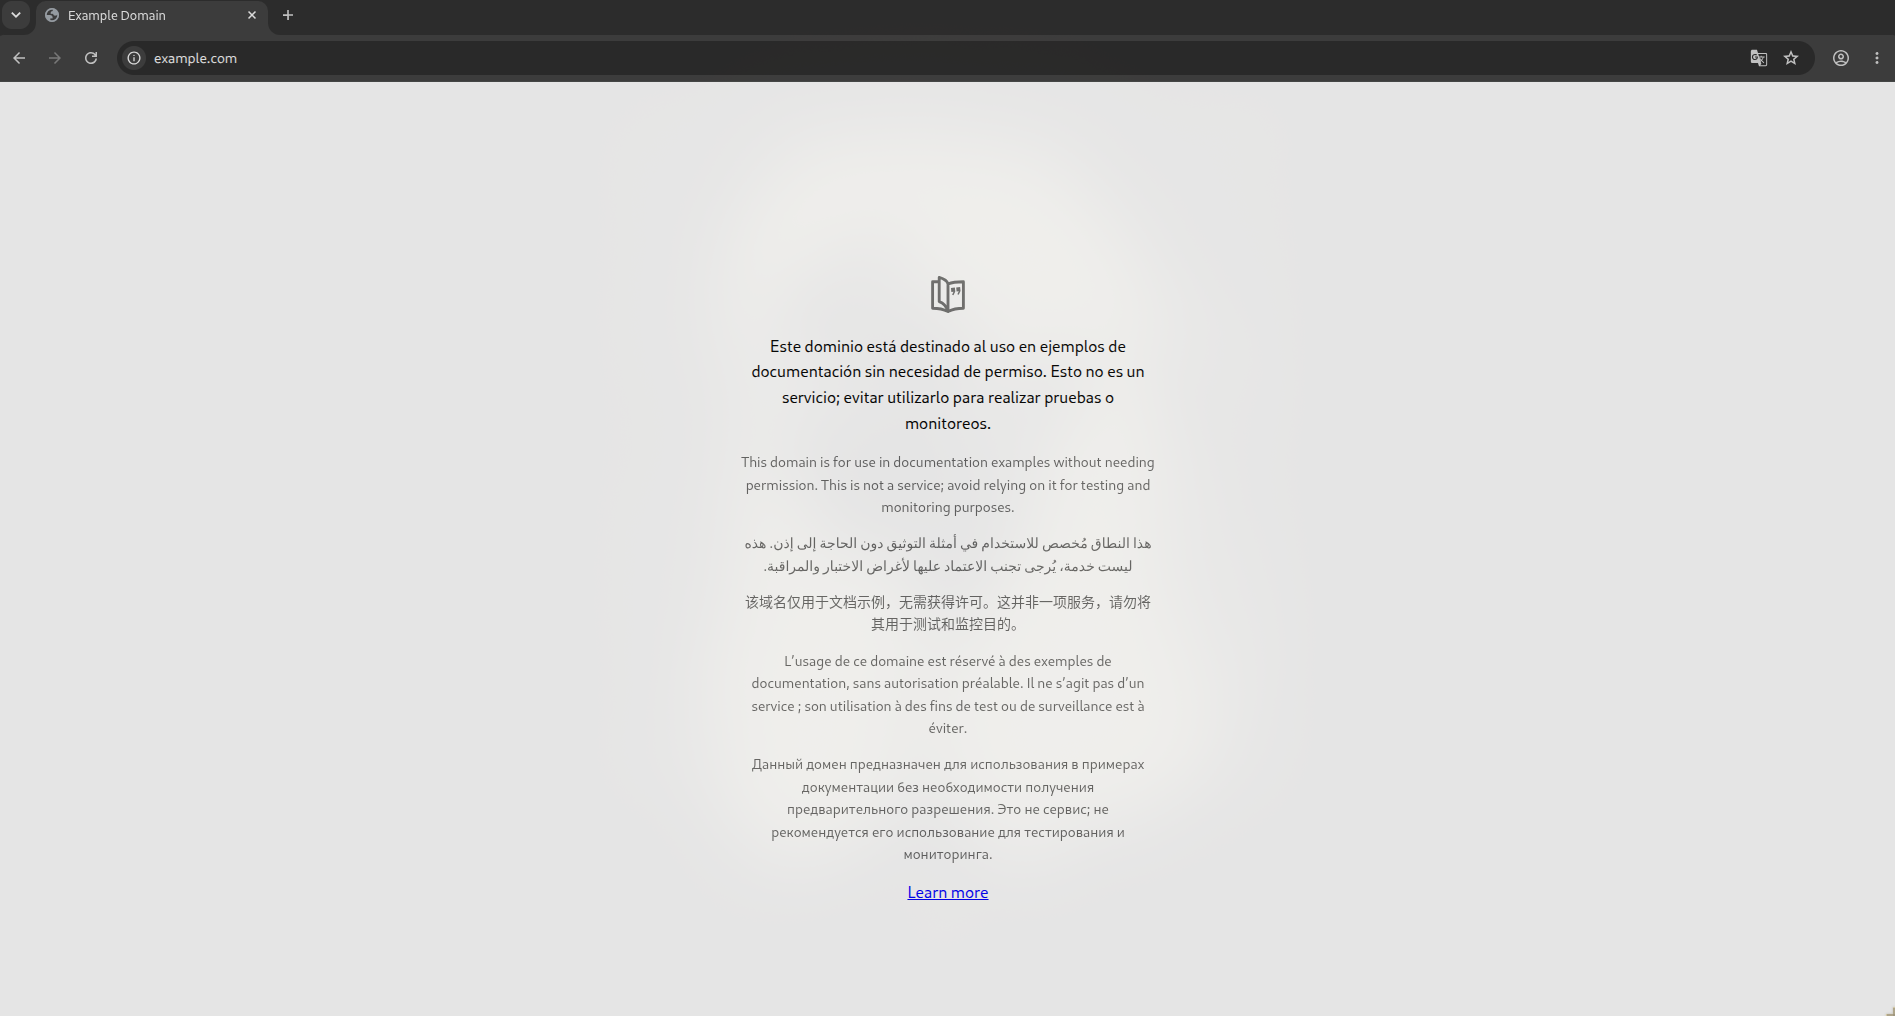 Example Domain
example.com
Este dominio está destinado al uso en ejemplos de
documentación sin necesidad de permiso. Esto no es un
servicio; evitar utilizarlo para realizar pruebas o
monitoreos.
This domain is for use in documentation examples without needing
permission. This is not a service; avoid relying on it for testing and
monitoring purposes.
هذا النطاق مُخصص للاستخدام في أمثلة التوثيق دون الحاجة إلى إذن. هذه
ليست خدمة، يُرجى تجنب الاعتماد عليها لأغراض الاختبار والمراقبة.
该域名仅用于文档示例，无需获得许可。这并非一项服务，请勿将
其用于测试和监控目的。
L’usage de ce domaine est réservé à des exemples de
documentation, sans autorisation préalable. Il ne s’agit pas d’un
service ; son utilisation à des fins de test ou de surveillance est à
éviter.
Данный домен предназначен для использования в примерах
документации без необходимости получения
предварительного разрешения. Это не сервис; не
рекомендуется его использование для тестирования и
мониторинга.
Learn more